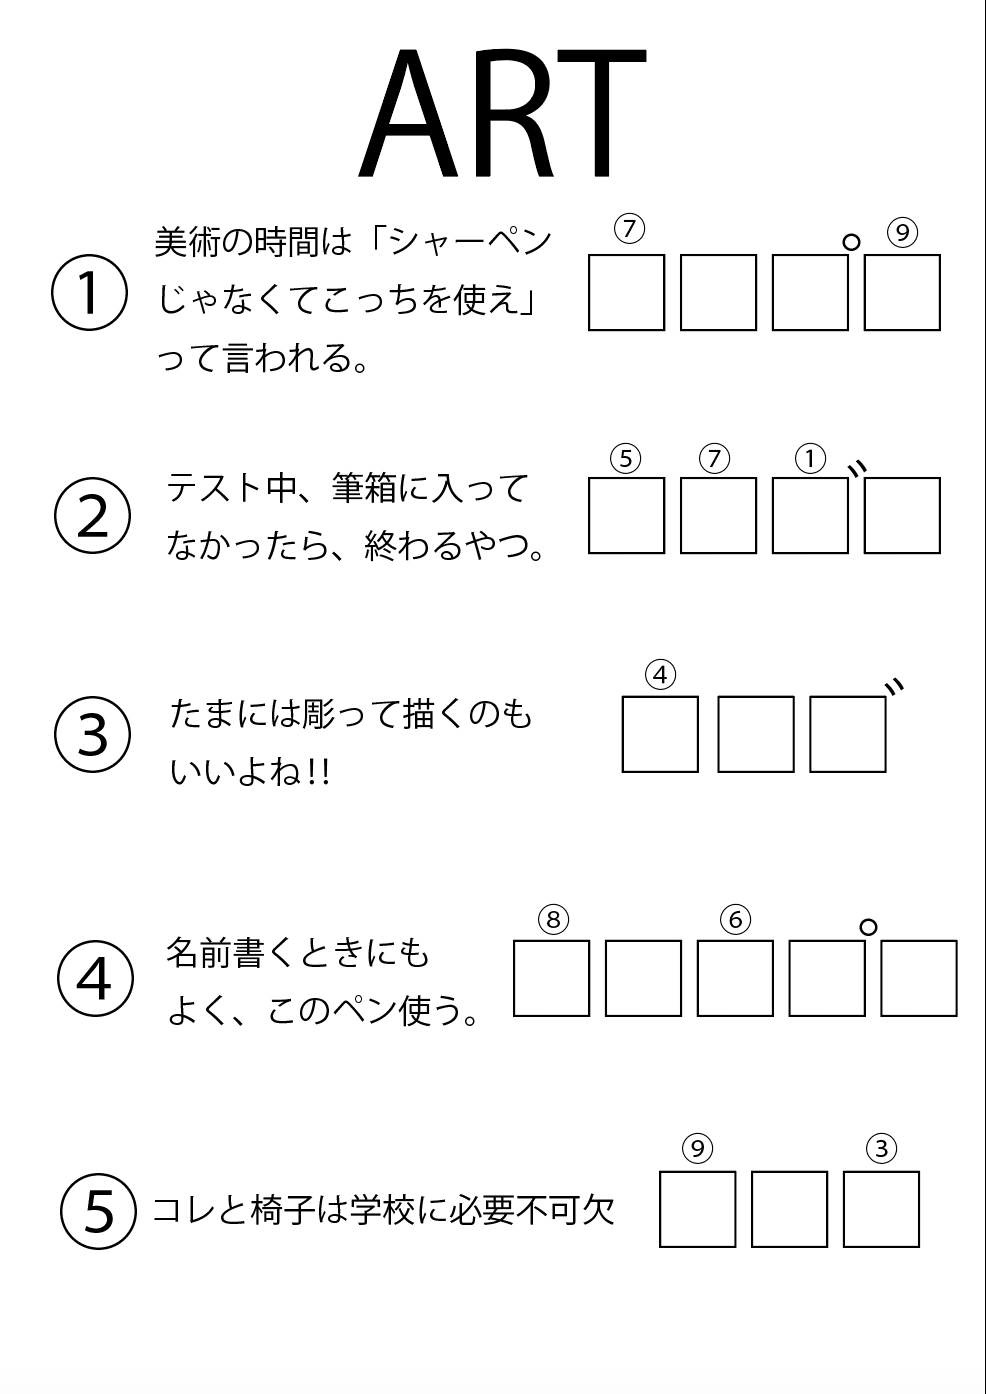 ART
① 美術の時間は「シャーペン
じゃなくてこっちを使え」
って言われる。
⑦ ⑨
② テスト中、筆箱に入って
なかったら、終わるやつ。
⑤ ⑦ ①
③ たまには彫って描くのも
いいよね!!
④
④ 名前書くときにも
よく、このペン使う。
⑧ ⑥
⑤ コレと椅子は学校に必要不可欠
⑨ ③